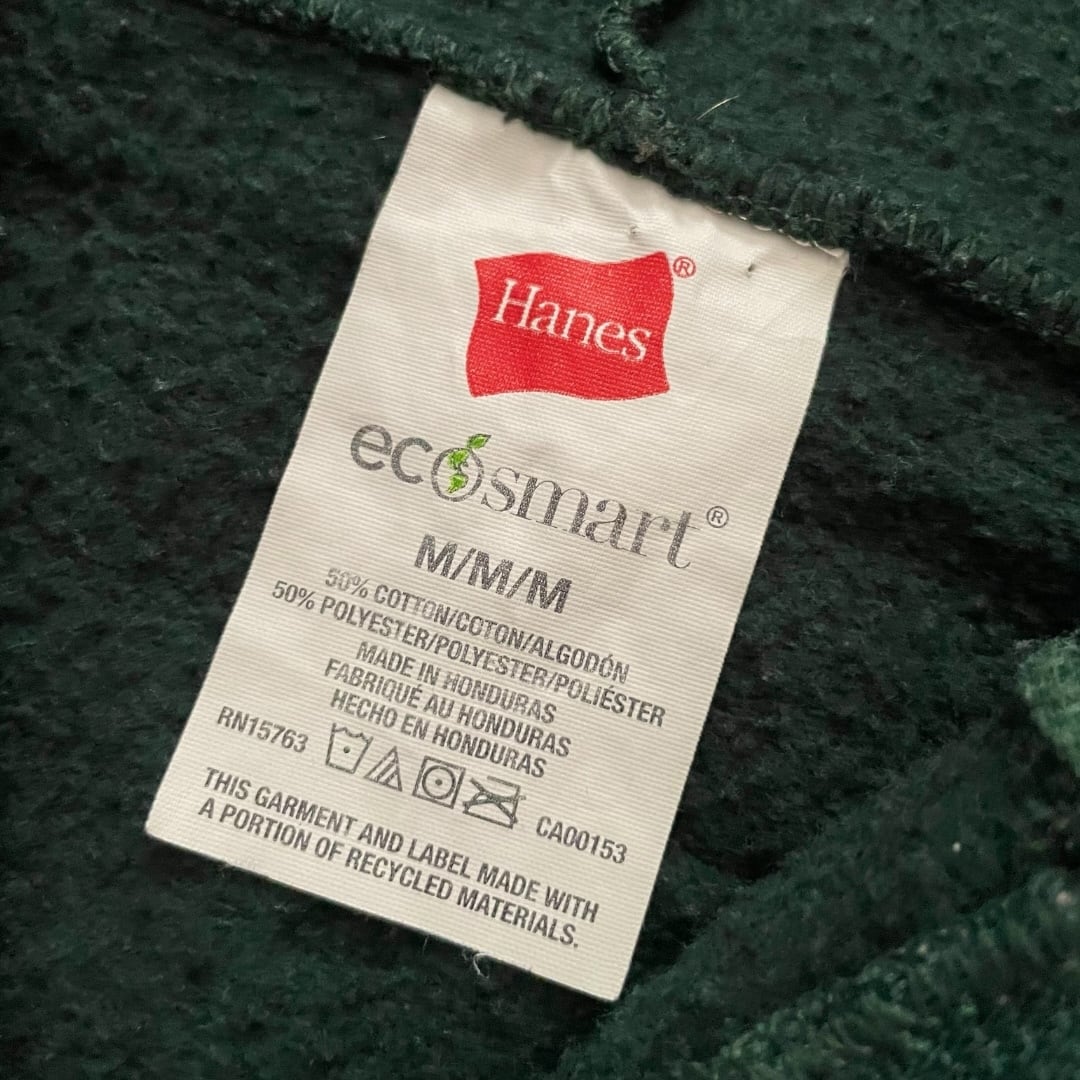 Hanes®
ecosmart®
M/M/M
50% COTTON/COTON/ALGODÓN
50% POLYESTER/POLYESTER/POLIÉSTER
MADE IN HONDURAS
FABRIQUÉ AU HONDURAS
HECHO EN HONDURAS
RN15763
CA00153
THIS GARMENT AND LABEL MADE WITH
A PORTION OF RECYCLED MATERIALS.